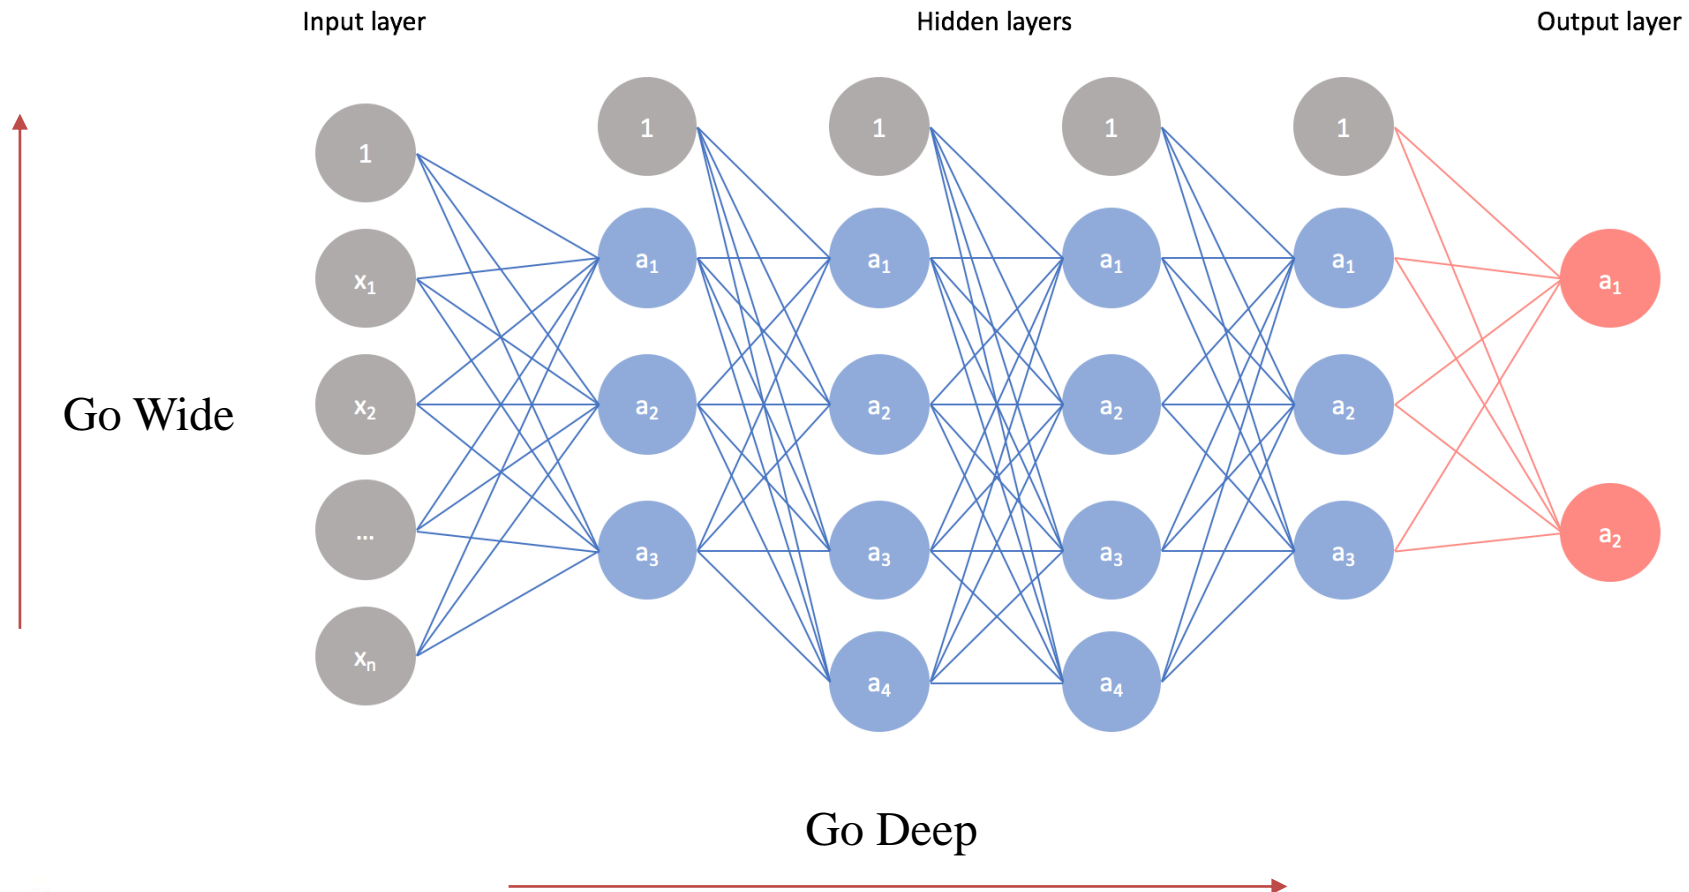 Input layer
Hidden layers
Output layer
1
1
1
1
1
x1
a1
a1
a1
a1
a1
Go Wide
x2
a2
a2
a2
a2
a2
...
a3
a3
a3
a3
xn
a4
a4
Go Deep